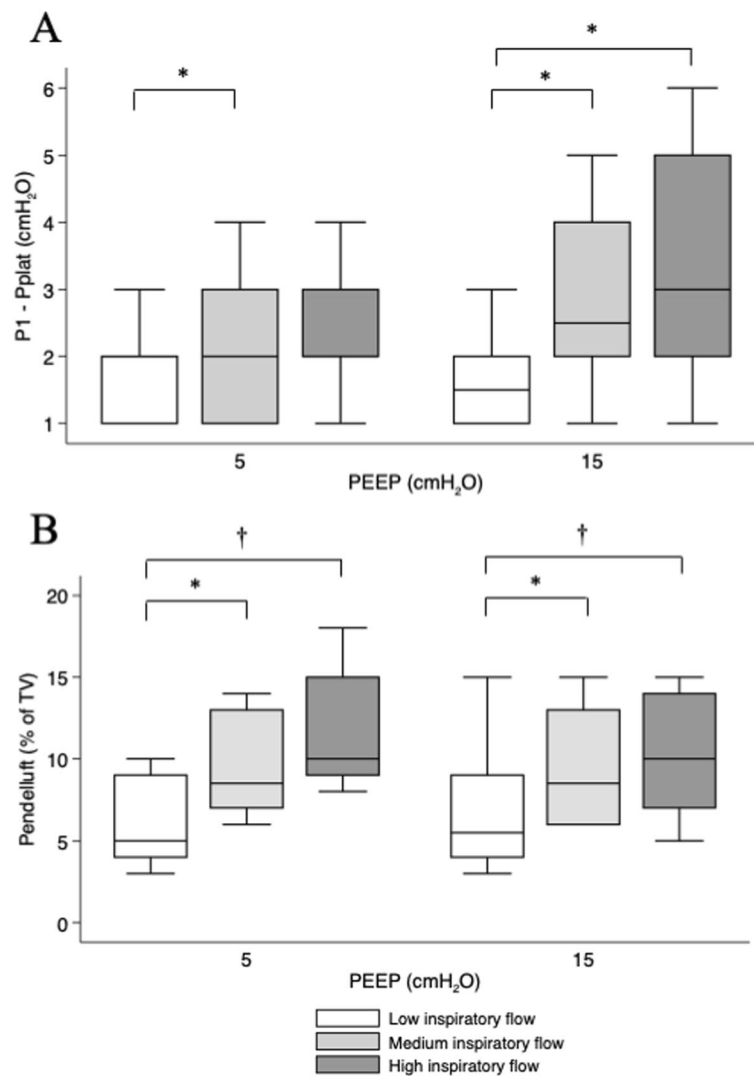 A
*
*
*
6
5
4
3
2
1
P1 - Pplat (cmH₂O)
5
15
PEEP (cmH₂O)
B
†
†
*
*
20
15
10
5
0
Pendelluft (% of TV)
5
15
PEEP (cmH₂O)
Low inspiratory flow
Medium inspiratory flow
High inspiratory flow